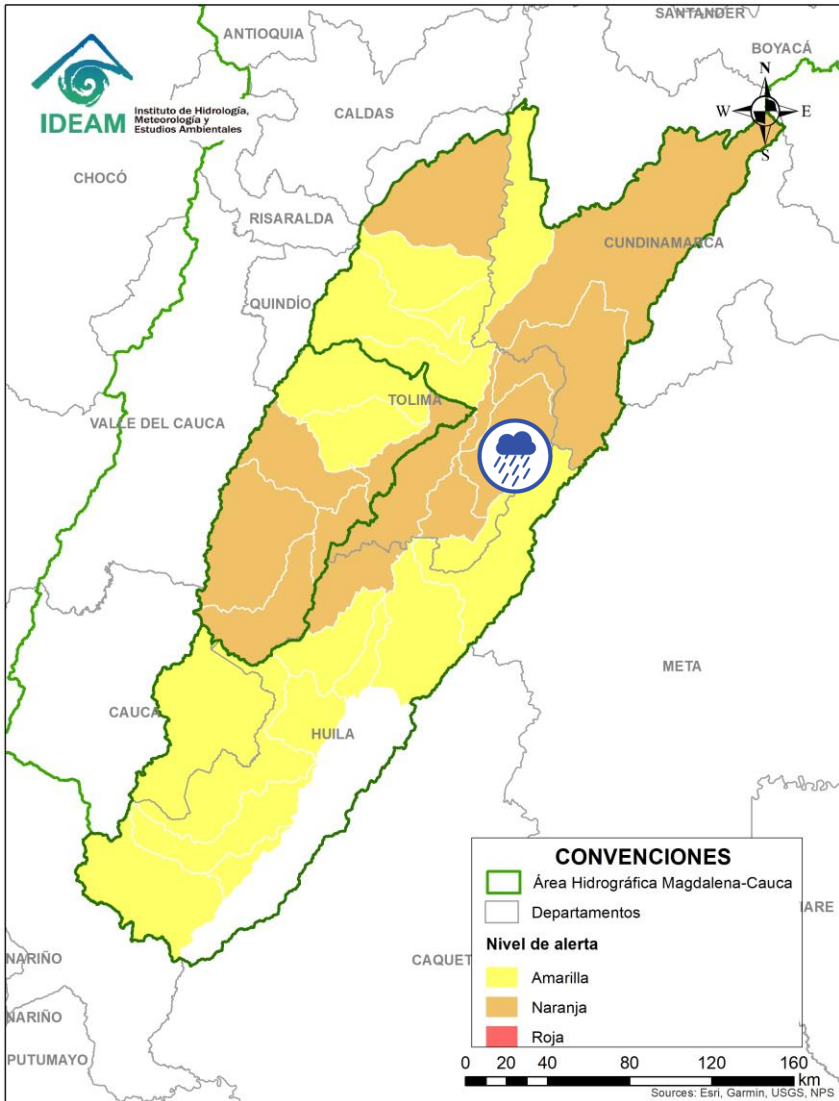 SANTANDER
ANTIOQUIA
BOYACÁ
N
W E
S
IDEAM
Instituto de Hidrología,
Meteorología y
Estudios Ambientales
CALDAS
CHOCÓ
RISARALDA
CUNDINAMARCA
QUINDÍO
TOLIMA
VALLE DEL CAUCA
META
CAUCA
HUILA
CONVENCIONES
Área Hidrográfica Magdalena-Cauca
Departamentos
Nivel de alerta
Amarilla
Naranja
Roja
IARE
NARIÑO
CAQUET
NARIÑO
PUTUMAYO
0 20 40 80 120 160
km
Sources: Esri, Garmin, USGS, NPS